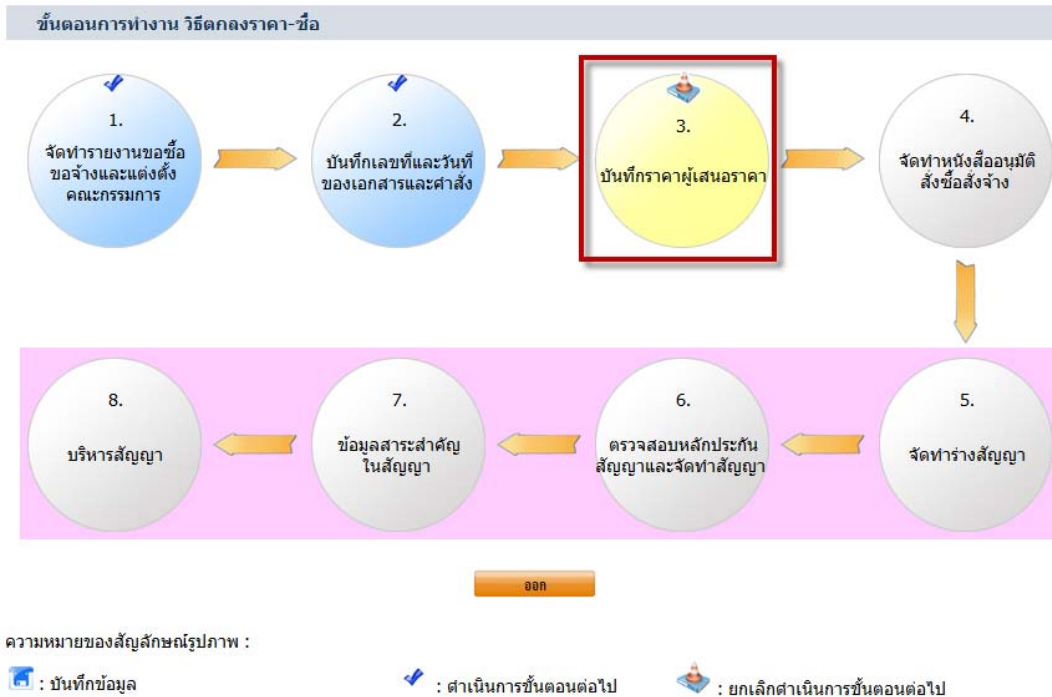 ขั้นตอนการทำงาน วิธีตกลงราคา-ซื้อ
1.
จัดทำรายงานขอซื้อ
ขอจ้างและแต่งตั้ง
คณะกรรมการ
2.
บันทึกเลขที่และวันที่
ของเอกสารและคำสั่ง
3.
บันทึกราคาผู้เสนอราคา
4.
จัดทำหนังสืออนุมัติ
สั่งซื้อสั่งจ้าง
5.
จัดทำร่างสัญญา
6.
ตรวจสอบหลักประกัน
สัญญาและจัดทำสัญญา
7.
ข้อมูลสาระสำคัญ
ในสัญญา
8.
บริหารสัญญา
ออก
ความหมายของสัญลักษณ์รูปภาพ :
: บันทึกข้อมูล
: ดำเนินการขั้นตอนต่อไป
: ยกเลิกดำเนินการขั้นตอนต่อไป